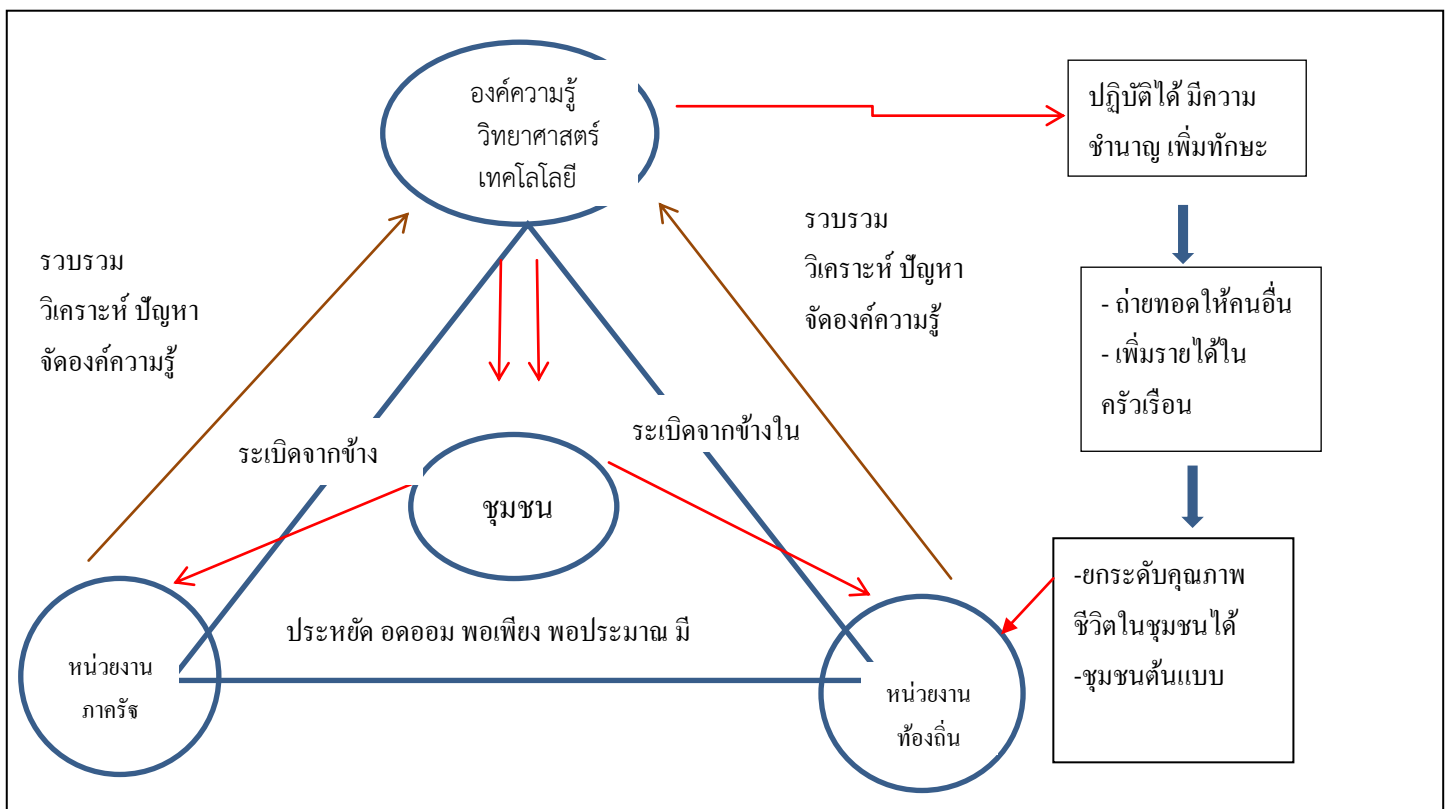 องค์ความรู้
วิทยาศาสตร์
เทคโลโลยี
ปฏิบัติได้ มีความ
ชำนาญ เพิ่มทักษะ
รวบรวม
วิเคราะห์ ปัญหา
จัดองค์ความรู้
รวบรวม
วิเคราะห์ ปัญหา
จัดองค์ความรู้
- ถ่ายทอดให้คนอื่น
- เพิ่มรายได้ใน
ครัวเรือน
ระเบิดจากข้าง
ระเบิดจากข้างใน
ชุมชน
ประหยัด อดออม พอเพียง พอประมาณ มี
หน่วยงาน
ภาครัฐ
หน่วยงาน
ท้องถิ่น
-ยกระดับคุณภาพ
ชีวิตในชุมชนได้
-ชุมชนต้นแบบ